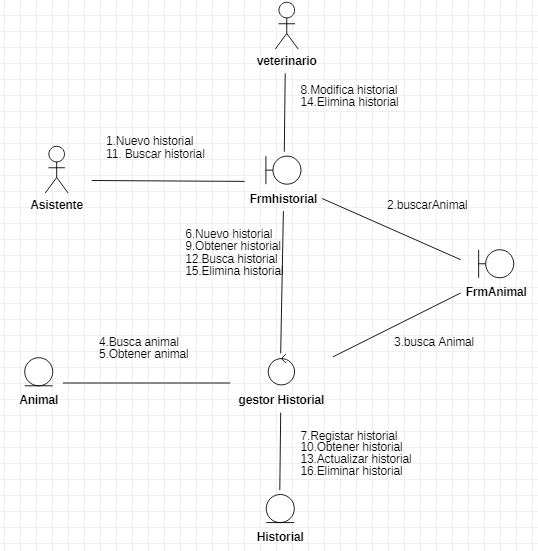 veterinario
8.Modifica historial
14.Elimina historial
1.Nuevo historial
11. Buscar historial
Asistente
Frmhistorial
2.buscarAnimal
6.Nuevo historial
9.Obtener historial
12.Busca historial
15.Elimina historial
FrmAnimal
3.busca Animal
4.Busca animal
5.Obtener animal
Animal
gestor Historial
7.Registar historial
10.Obtener historial
13.Actualizar historial
16.Eliminar historial
Historial